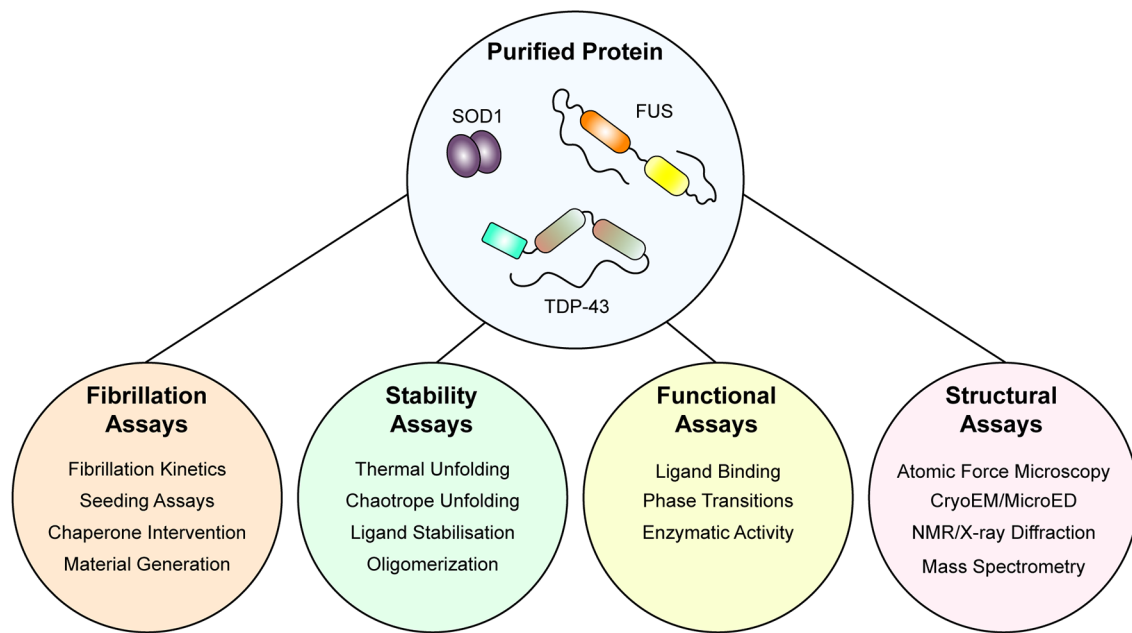 Purified Protein
SOD1
FUS
TDP-43
Fibrillation
Assays
Fibrillation Kinetics
Seeding Assays
Chaperone Intervention
Material Generation
Stability
Assays
Thermal Unfolding
Chaotrope Unfolding
Ligand Stabilisation
Oligomerization
Functional
Assays
Ligand Binding
Phase Transitions
Enzymatic Activity
Structural
Assays
Atomic Force Microscopy
CryoEM/MicroED
NMR/X-ray Diffraction
Mass Spectrometry